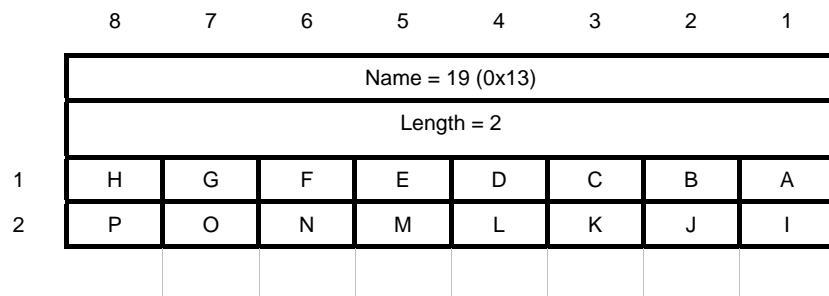 8 7 6 5 4 3 2 1
Name = 19 (0x13)
Length = 2
1 H G F E D C B A
2 P O N M L K J I